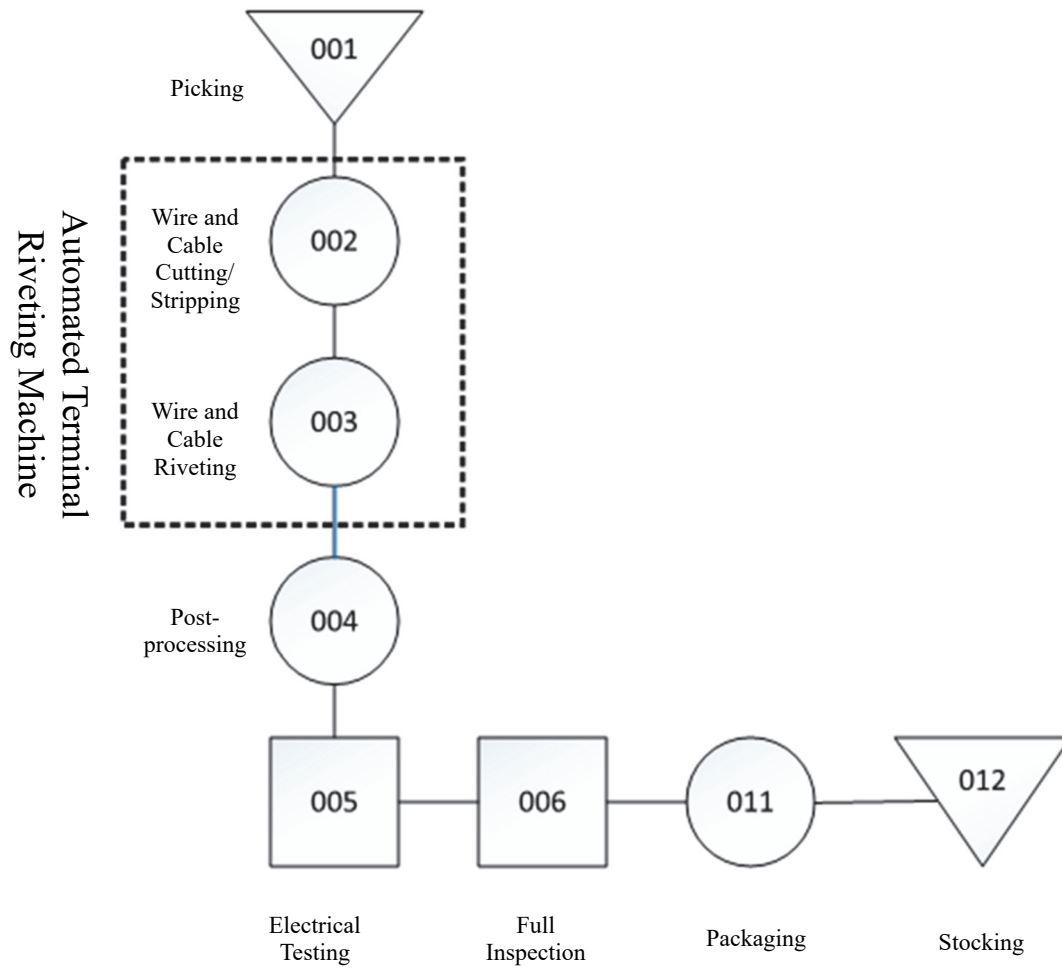 001
Picking
Automated Terminal
Riveting Machine
Wire and
Cable
Cutting/
Stripping
002
Wire and
Cable
Riveting
003
Post-
processing
004
005
006
011
012
Electrical
Testing
Full
Inspection
Packaging
Stocking